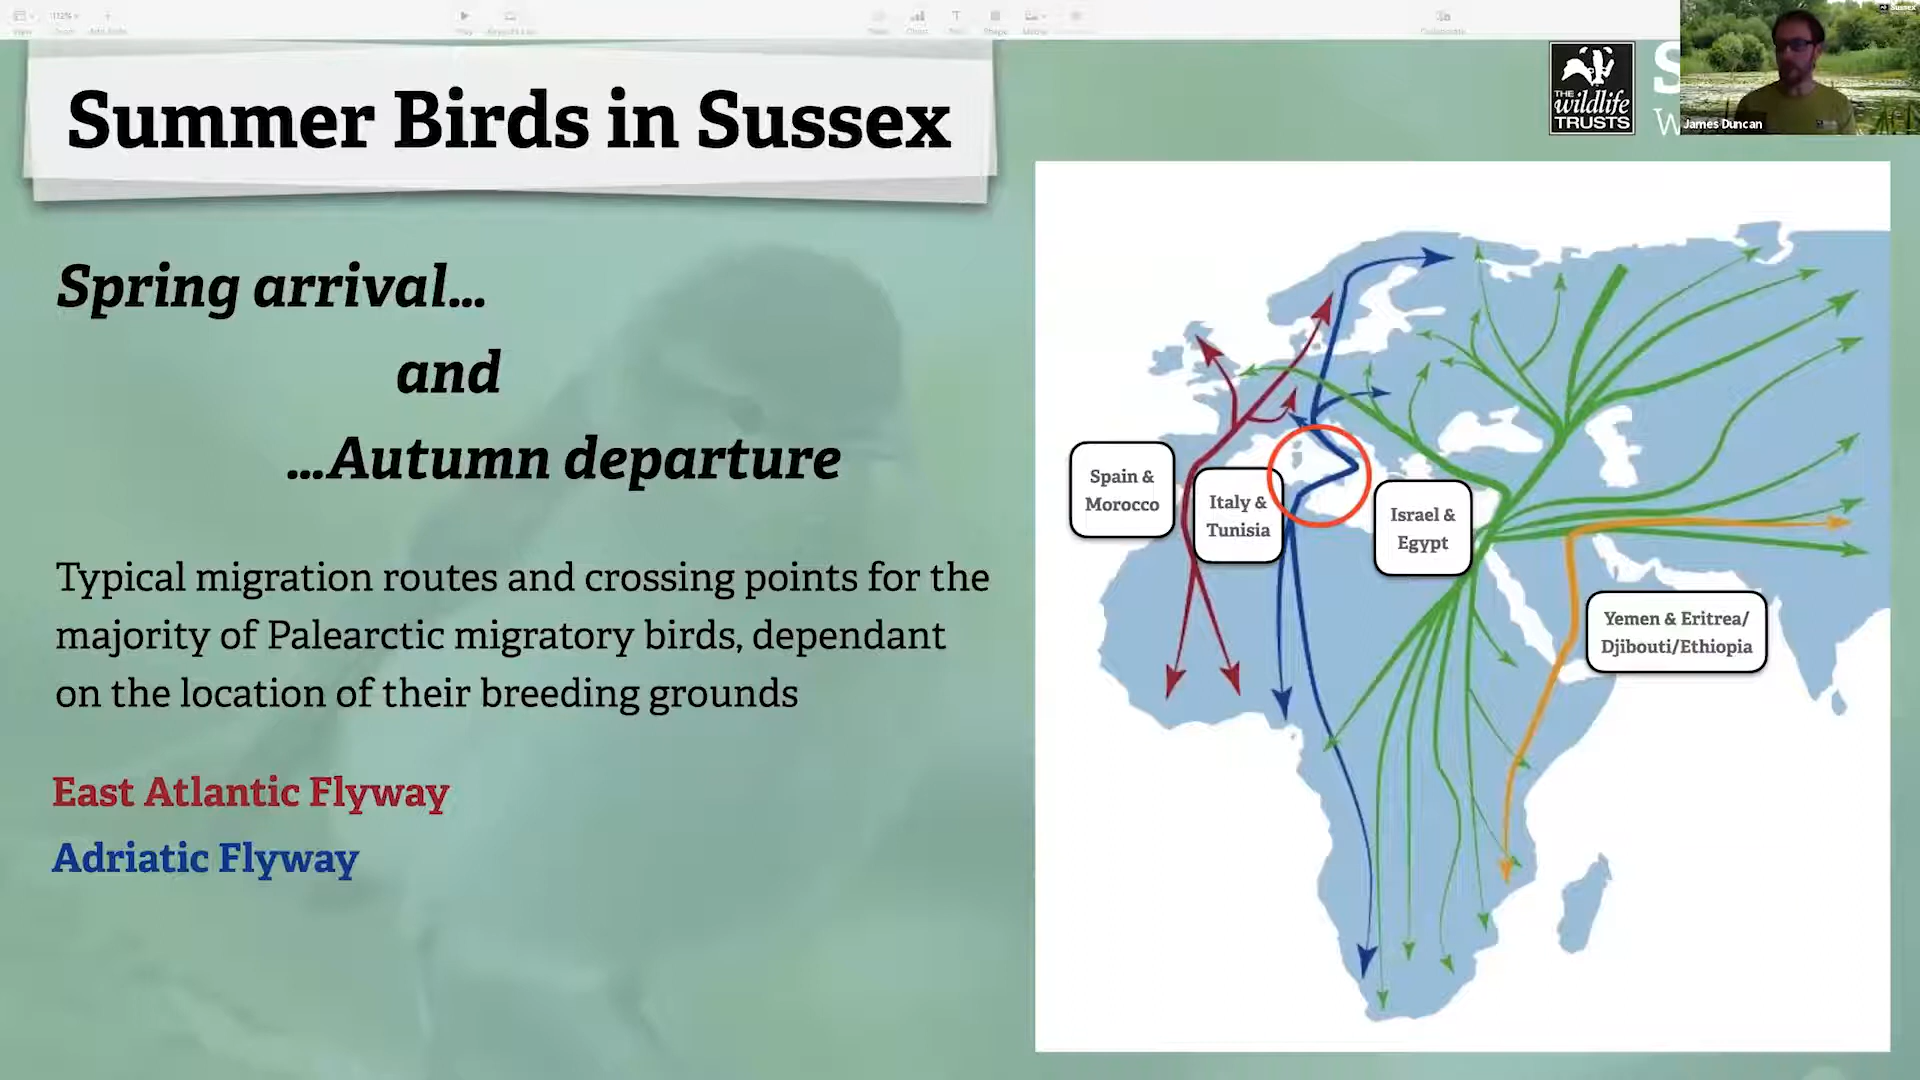 112%
Summer Birds in Sussex
THE
wildlife
TRUSTS
S
W
Sussex
James Duncan
Spring arrival...
and
...Autumn departure
Typical migration routes and crossing points for the
majority of Palearctic migratory birds, dependant
on the location of their breeding grounds
East Atlantic Flyway
Adriatic Flyway
Spain &
Morocco
Italy &
Tunisia
Israel &
Egypt
Yemen & Eritrea/
Djibouti/Ethiopia